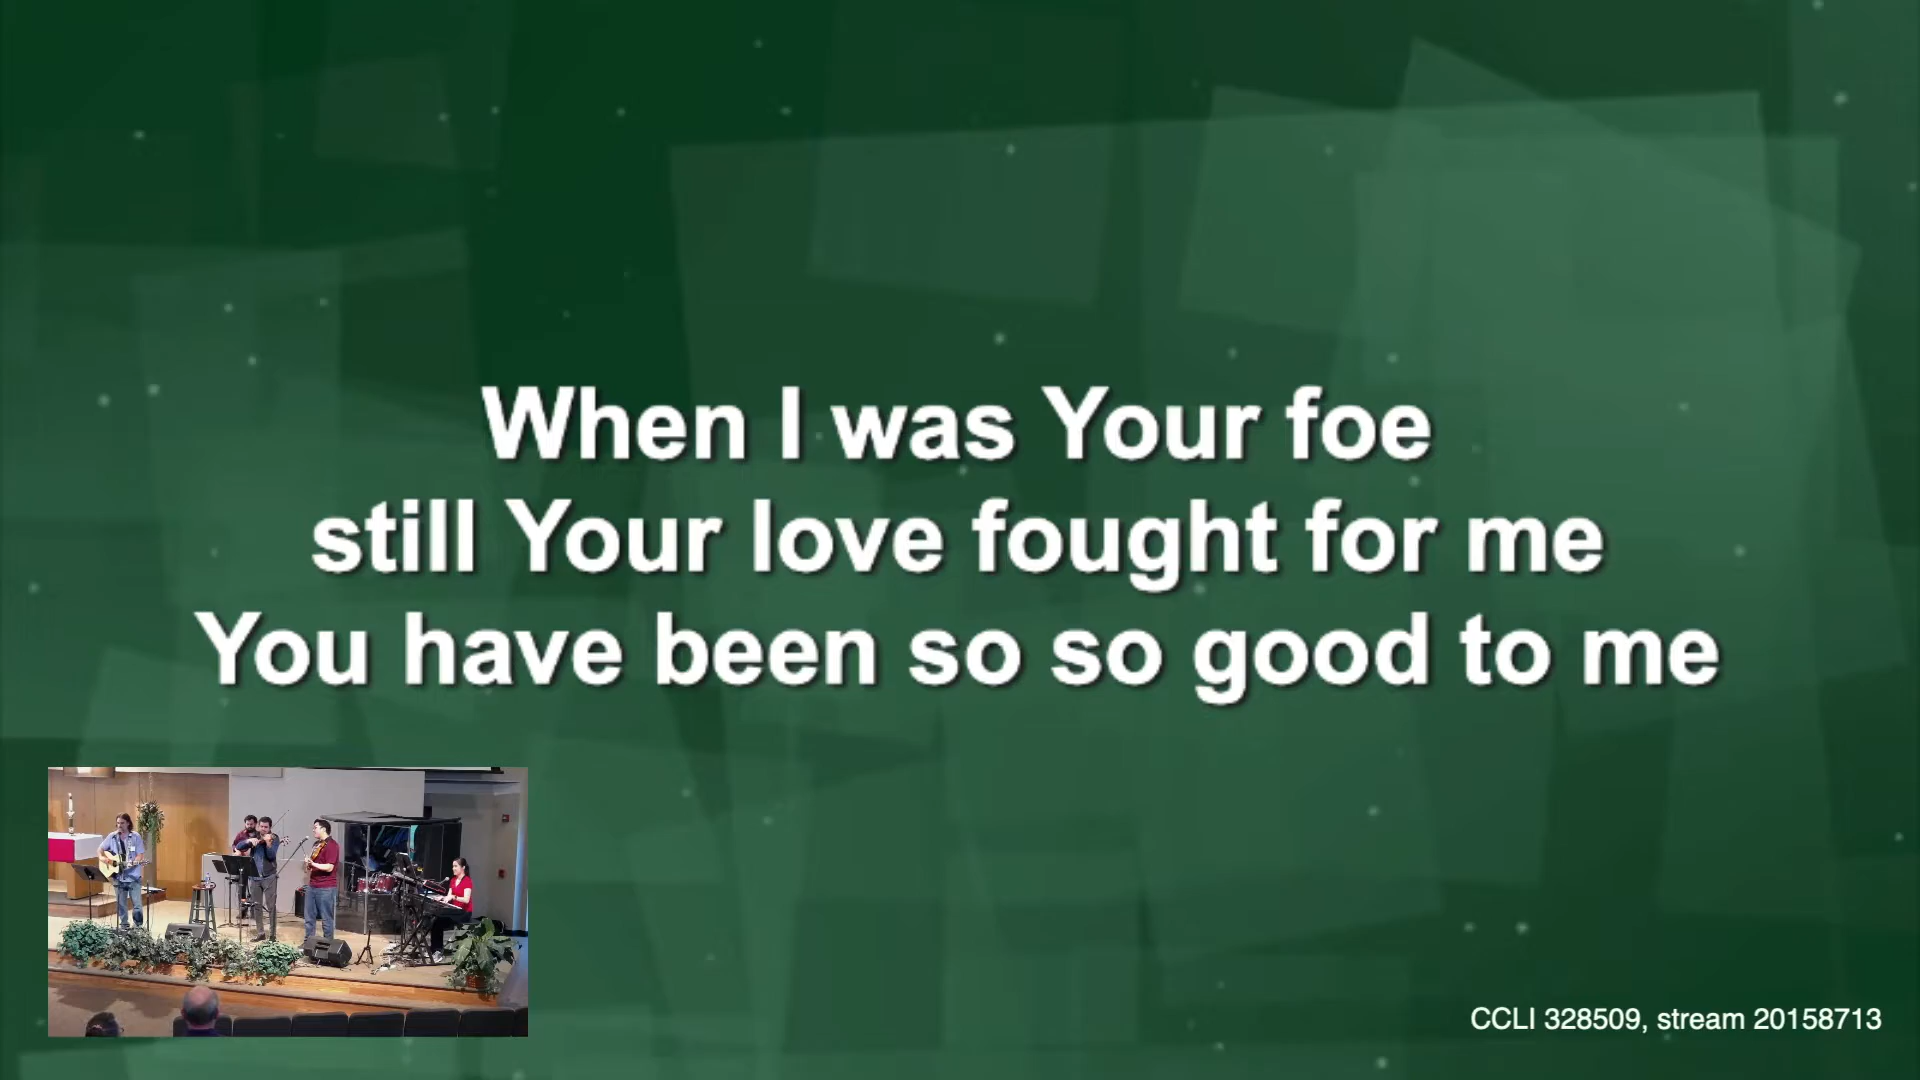 When I was Your foe
still Your love fought for me
You have been so so good to me
CCLI 328509, stream 20158713